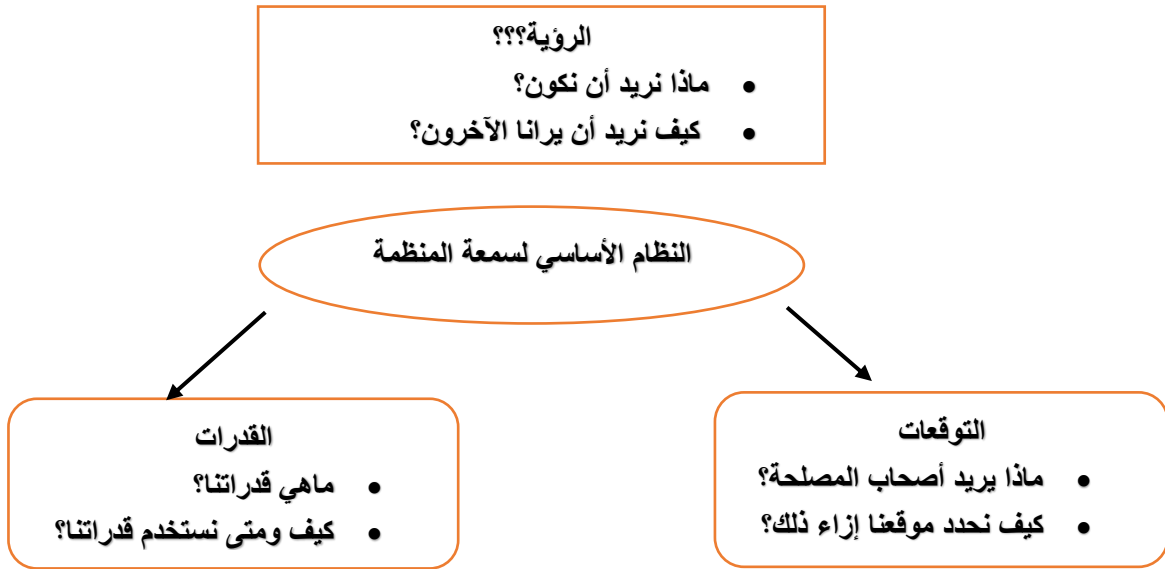 الرؤية؟؟؟
• ماذا نريد أن نكون؟
• كيف نريد أن يرانا الآخرون؟
النظام الأساسي لسمعة المنظمة
التوقعات
• ماذا يريد أصحاب المصلحة؟
• كيف نحدد موقعنا إزاء ذلك؟
القدرات
• ماهي قدراتنا؟
• كيف ومتى نستخدم قدراتنا؟